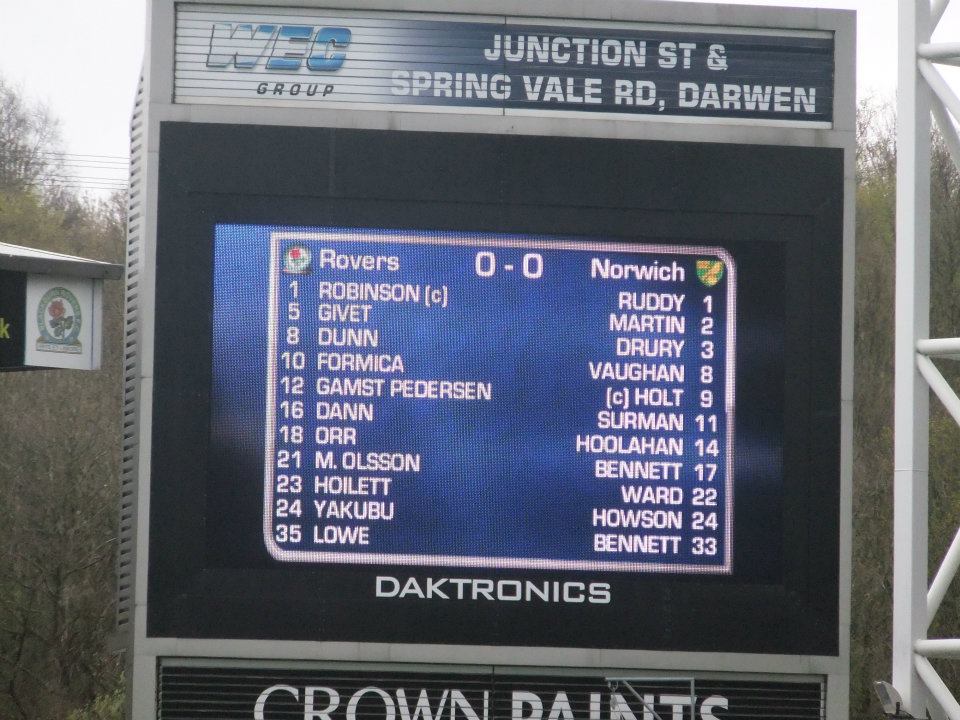 WEC
GROUP
JUNCTION ST &
SPRING VALE RD, DARWEN
Rovers 0 - 0 Norwich
1 ROBINSON (c) RUDDY 1
5 GIVET MARTIN 2
8 DUNN DRURY 3
10 FORMICA VAUGHAN 8
12 GAMST PEDERSEN (c) HOLT 9
16 DANN SURMAN 11
18 ORR HOOLAHAN 14
21 M. OLSSON BENNETT 17
23 HOILETT WARD 22
24 YAKUBU HOWSON 24
35 LOWE BENNETT 33
DAKTRONICS
CROWN PAINTS